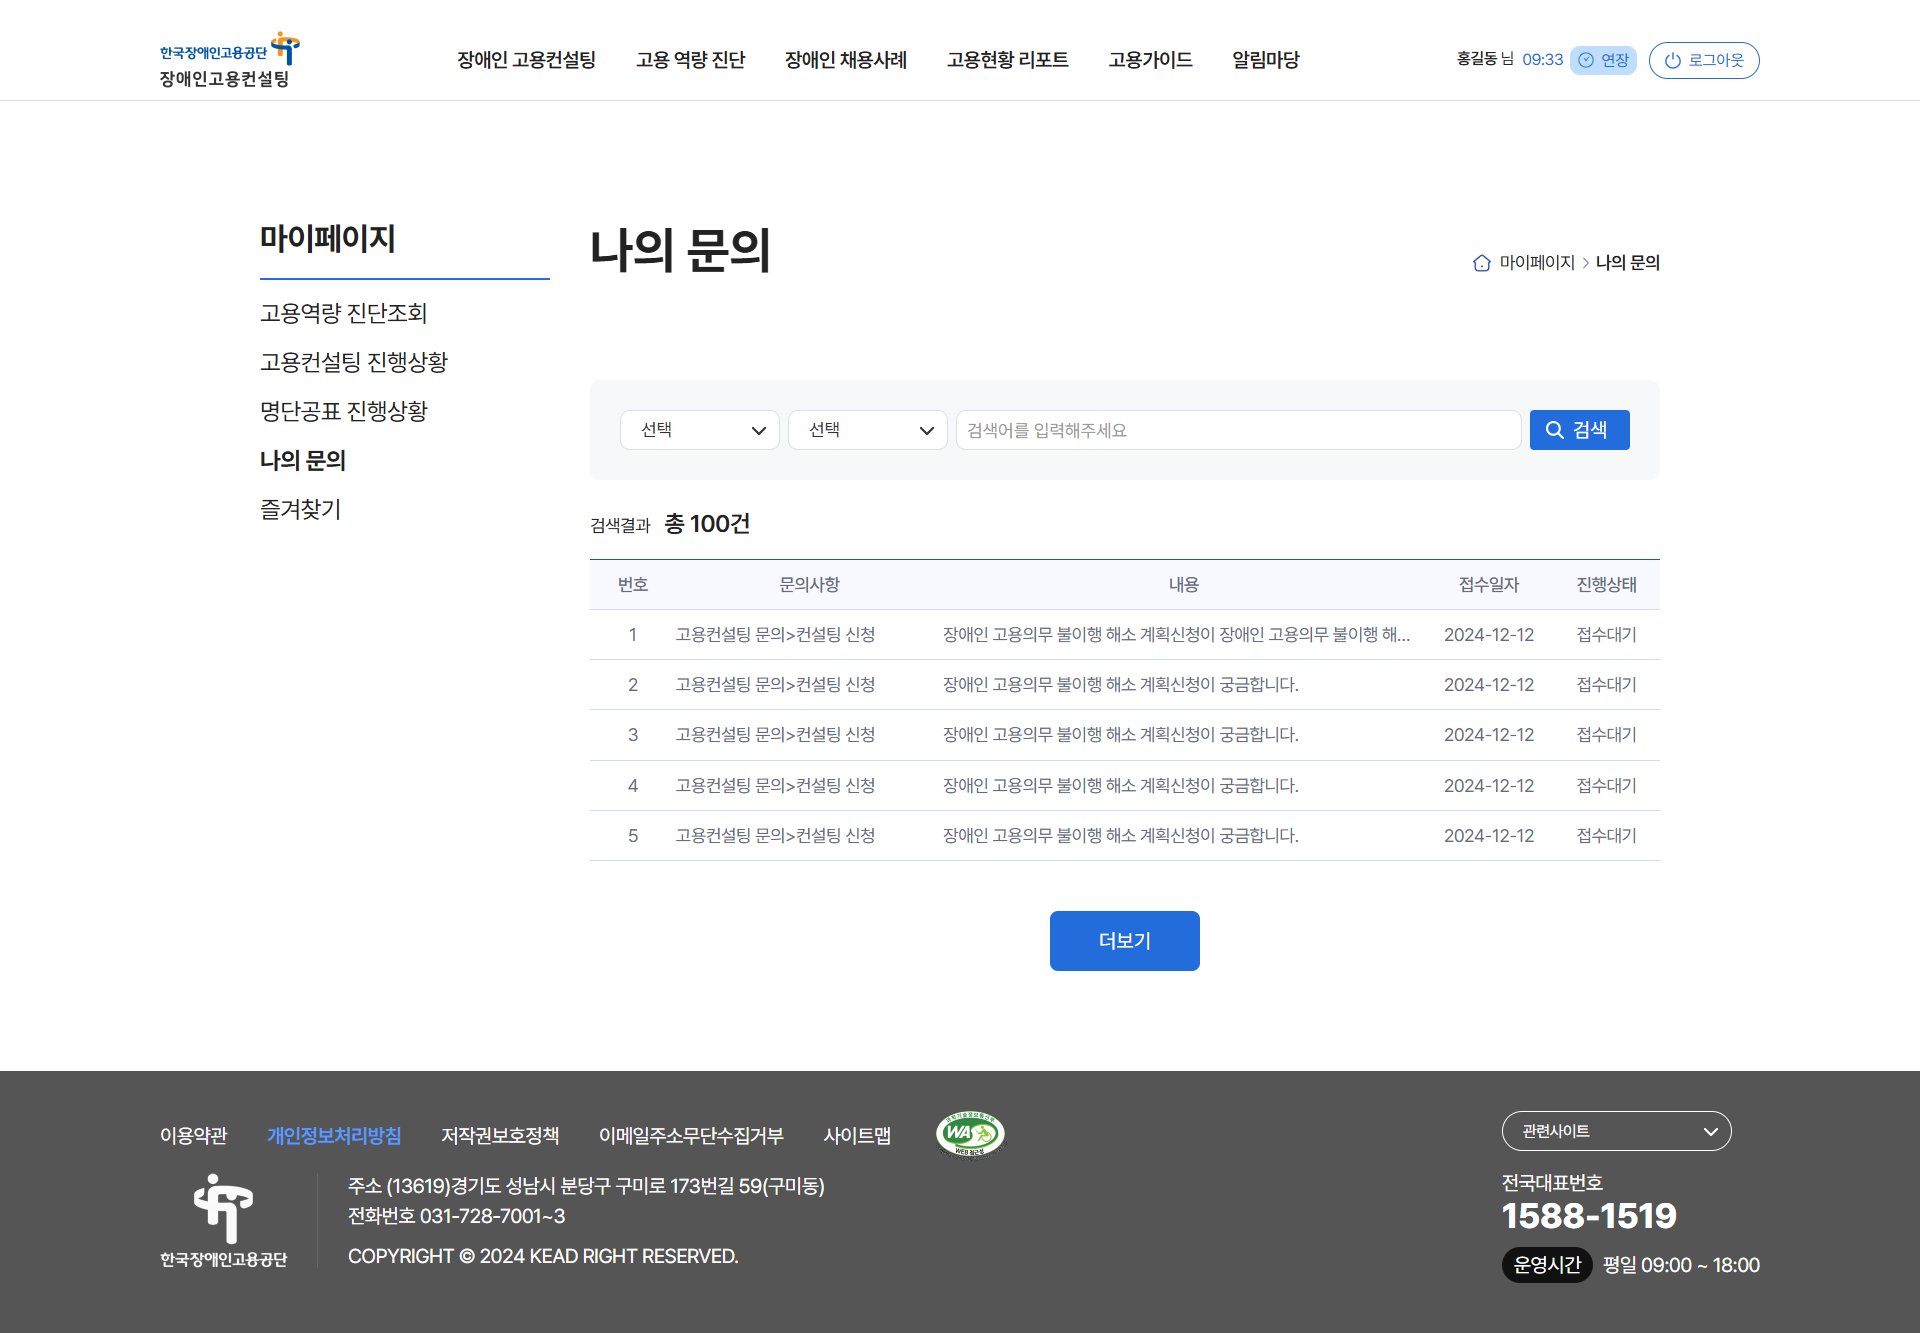 한국장애인고용공단
장애인고용컨설팅
장애인 고용컨설팅 고용 역량 진단 장애인 채용사례 고용현황 리포트 고용가이드 알림마당
홍길동 님 09:33 연장 로그아웃
마이페이지
고용역량 진단조회
고용컨설팅 진행상황
명단공표 진행상황
나의 문의
즐겨찾기
나의 문의
마이페이지 > 나의 문의
선택 선택 검색어를 입력해주세요 검색
검색결과 총 100건
번호 문의사항 내용 접수일자 진행상태
1 고용컨설팅 문의>컨설팅 신청 장애인 고용의무 불이행 해소 계획신청이 장애인 고용의무 불이행 해... 2024-12-12 접수대기
2 고용컨설팅 문의>컨설팅 신청 장애인 고용의무 불이행 해소 계획신청이 궁금합니다. 2024-12-12 접수대기
3 고용컨설팅 문의>컨설팅 신청 장애인 고용의무 불이행 해소 계획신청이 궁금합니다. 2024-12-12 접수대기
4 고용컨설팅 문의>컨설팅 신청 장애인 고용의무 불이행 해소 계획신청이 궁금합니다. 2024-12-12 접수대기
5 고용컨설팅 문의>컨설팅 신청 장애인 고용의무 불이행 해소 계획신청이 궁금합니다. 2024-12-12 접수대기
더보기
이용약관 개인정보처리방침 저작권보호정책 이메일주소무단수집거부 사이트맵
WA
WEB 접근성
한국장애인고용공단
주소 (13619)경기도 성남시 분당구 구미로 173번길 59(구미동)
전화번호 031-728-7001~3
COPYRIGHT © 2024 KEAD RIGHT RESERVED.
관련사이트
전국대표번호
1588-1519
운영시간 평일 09:00 ~ 18:00